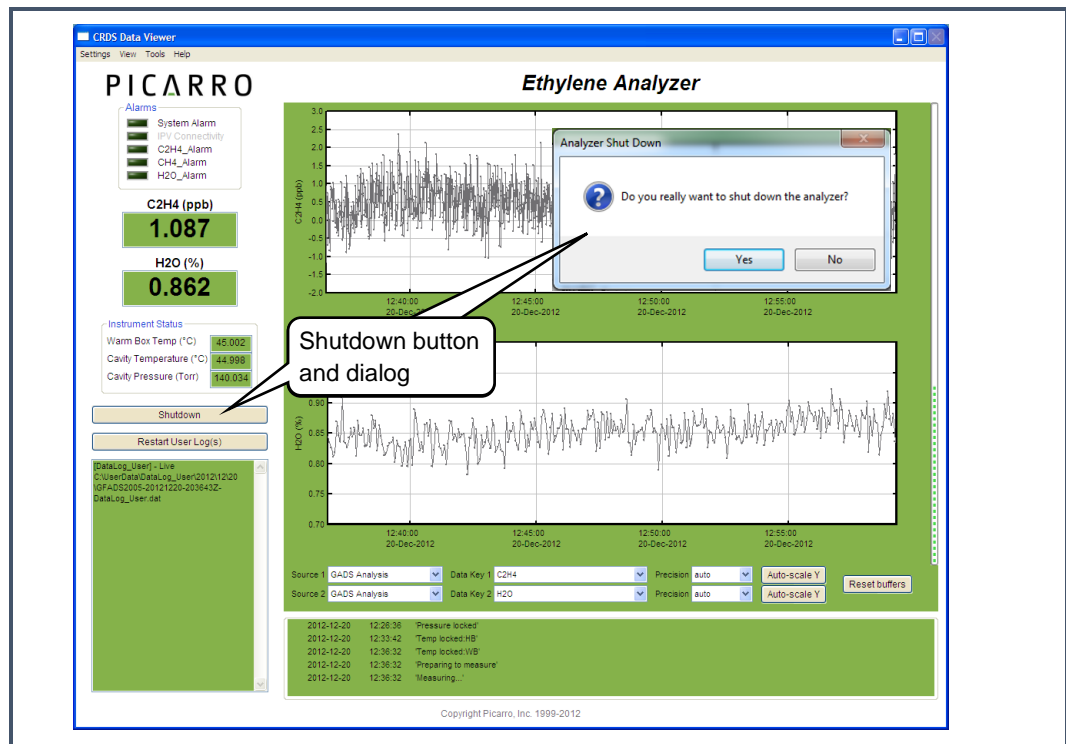 CRDS Data Viewer
Settings View Tools Help
PICARRO
Ethylene Analyzer
Alarms
System Alarm
IPV Connectivity
C2H4_Alarm
CH4_Alarm
H2O_Alarm
C2H4 (ppb)
1.087
H2O (%)
0.862
Instrument Status
Warm Box Temp (°C) 45.002
Cavity Temperature (°C) 44.998
Cavity Pressure (Torr) 140.034
Shutdown
Restart User Log(s)
[DataLog_User] - Live
C:\UserData\DataLog_User\2012\12\20
\GFADS2005-20121220-203643Z-
DataLog_User.dat
3.0
2.5
2.0
1.5
1.0
0.5
0.0
-0.5
-1.0
-1.5
-2.0
C2H4 (ppb)
12:40:00 12:45:00 12:50:00 12:55:00
20-Dec-2012 20-Dec-2012 20-Dec-2012
Analyzer Shut Down
Do you really want to shut down the analyzer?
Yes No
Shutdown button
and dialog
0.90
0.85
0.80
0.75
0.70
H2O (%)
12:40:00 12:45:00 12:50:00 12:55:00
20-Dec-2012 20-Dec-2012 20-Dec-2012 20-Dec-2012
Source 1 GADS Analysis Data Key 1 C2H4 Precision auto Auto-scale Y
Source 2 GADS Analysis Data Key 2 H2O Precision auto Auto-scale Y
Reset buffers
2012-12-20 12:26:36 'Pressure locked'
2012-12-20 12:33:42 'Temp locked:HB'
2012-12-20 12:36:32 'Temp locked:WB'
2012-12-20 12:36:32 'Preparing to measure'
2012-12-20 12:36:32 'Measuring...'
Copyright Picarro, Inc. 1999-2012